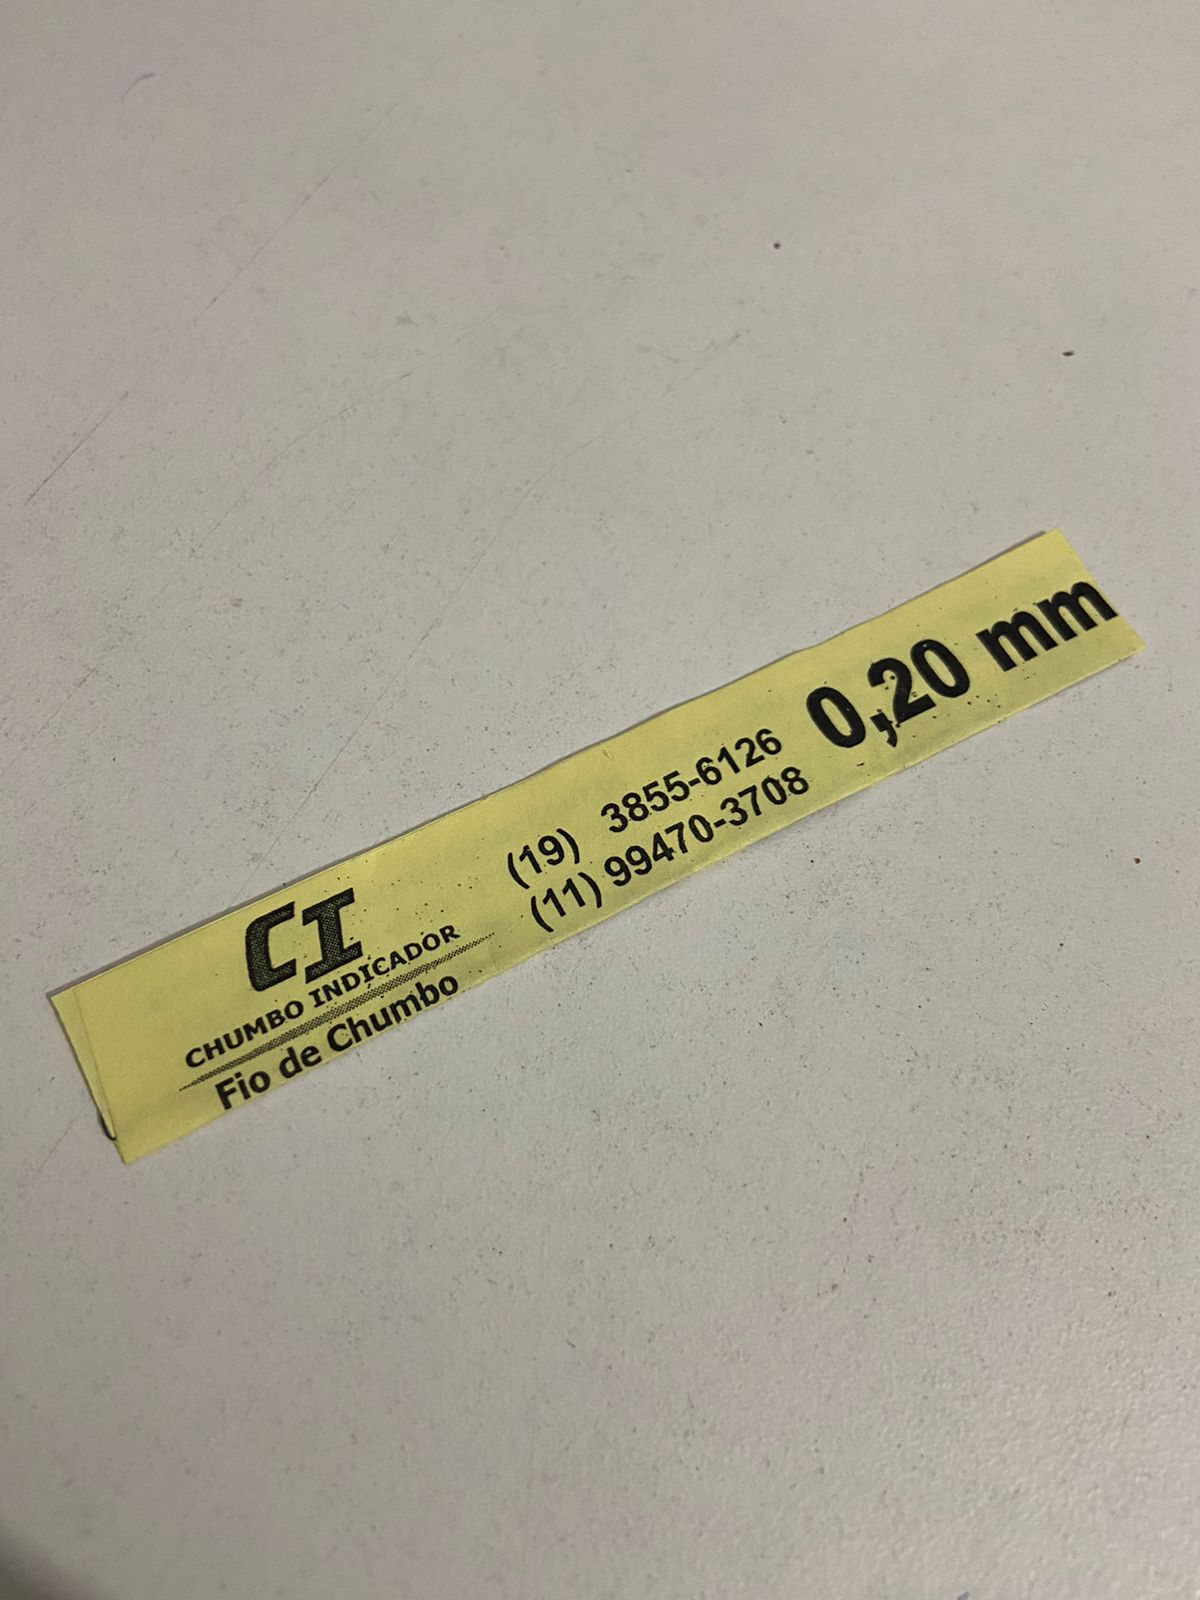 CI
CHUMBO INDICADOR
Fio de Chumbo
(19) 3855-6126
(11) 99470-3708
0,20 mm